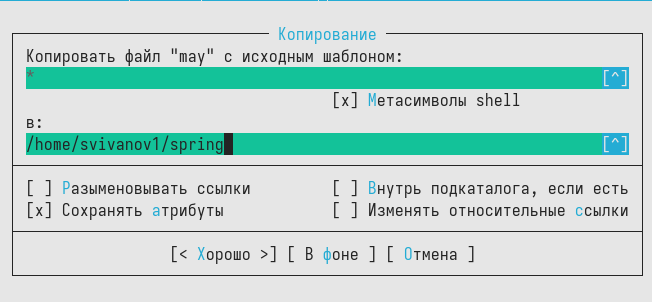 Копирование
Копировать файл "may" с исходным шаблоном:
* [^]
[x] Метасимволы shell
в:
/home/svivanov1/spring [^]
[ ] Разыменовывать ссылки [ ] Внутрь подкаталога, если есть
[x] Сохранять атрибуты [ ] Изменять относительные ссылки
[< Хорошо >] [ В фоне ] [ Отмена ]